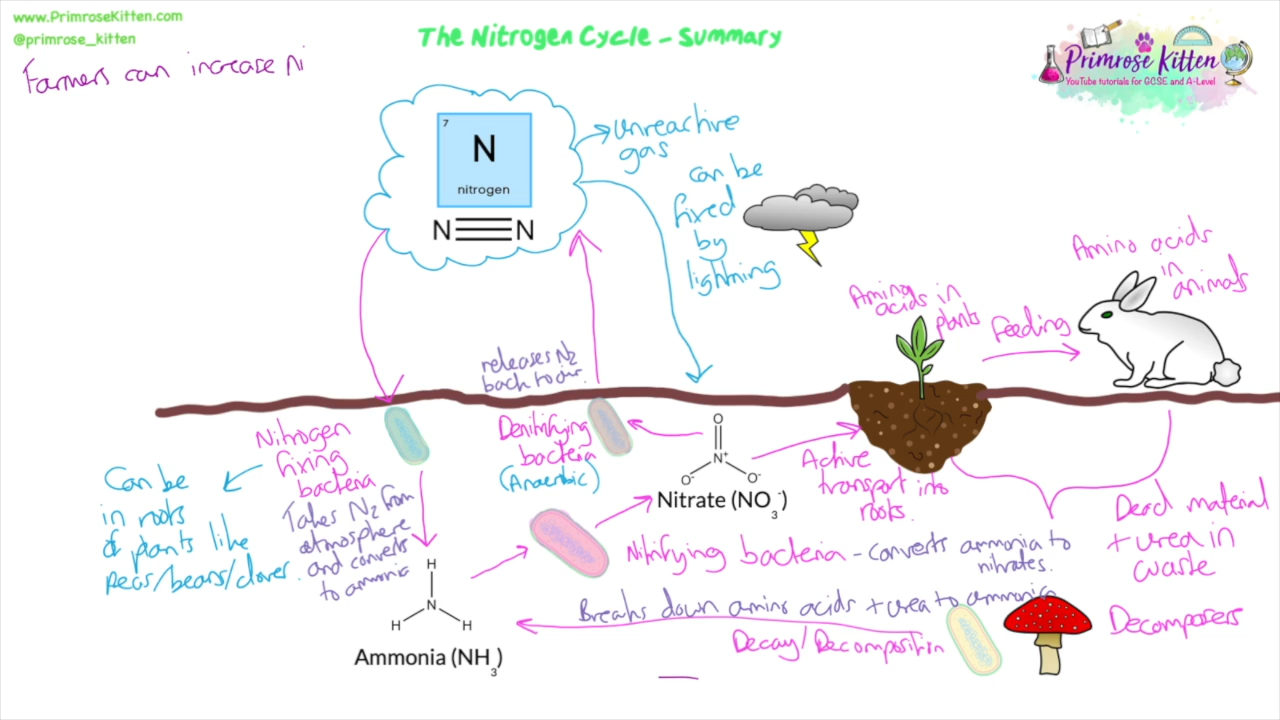 www.PrimroseKitten.com
@primrose_kitten
The Nitrogen Cycle - Summary
Primrose Kitten
YouTube tutorials for GCSE and A-Level
Farmers can increase ni
7
N
nitrogen
N≡N
unreactive
gas
can be
fixed
by
lightning
Amino acids
in
animals
Amino
acids in
plants
Feeding
releases N2
back to air.
Nitrogen
fixing
bacteria
Denitrifying
bacteria
(Anaerobic)
O
N+
O- O-
Nitrate (NO3-)
Active
transport into
roots.
Can be
in roots
of plants like
peas/beans/clover.
Takes N2 from
atmosphere
and converts
to ammonia
Dead material
+ urea in
waste
Nitrifying bacteria - converts ammonia to
nitrates.
H
N
H H
Ammonia (NH3)
Breaks down amino acids + urea to ammonia
Decay/Decomposition
Decomposers